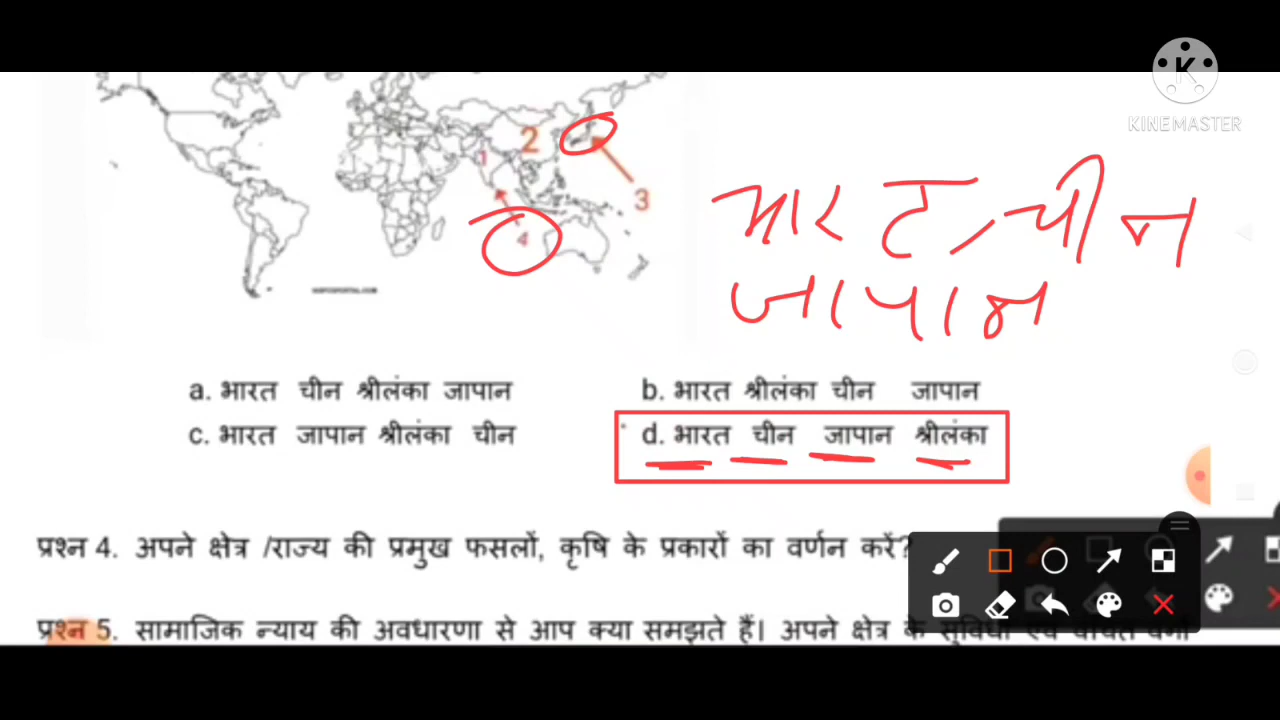 KINEMASTER
1
2
3
4
भारट, चीन
जापान
a. भारत चीन श्रीलंका जापान
b. भारत श्रीलंका चीन जापान
c. भारत जापान श्रीलंका चीन
d. भारत चीन जापान श्रीलंका
प्रश्न 4. अपने क्षेत्र /राज्य की प्रमुख फसलों, कृषि के प्रकारों का वर्णन करें?
प्रश्न 5. सामाजिक न्याय की अवधारणा से आप क्या समझते हैं। अपने क्षेत्र के